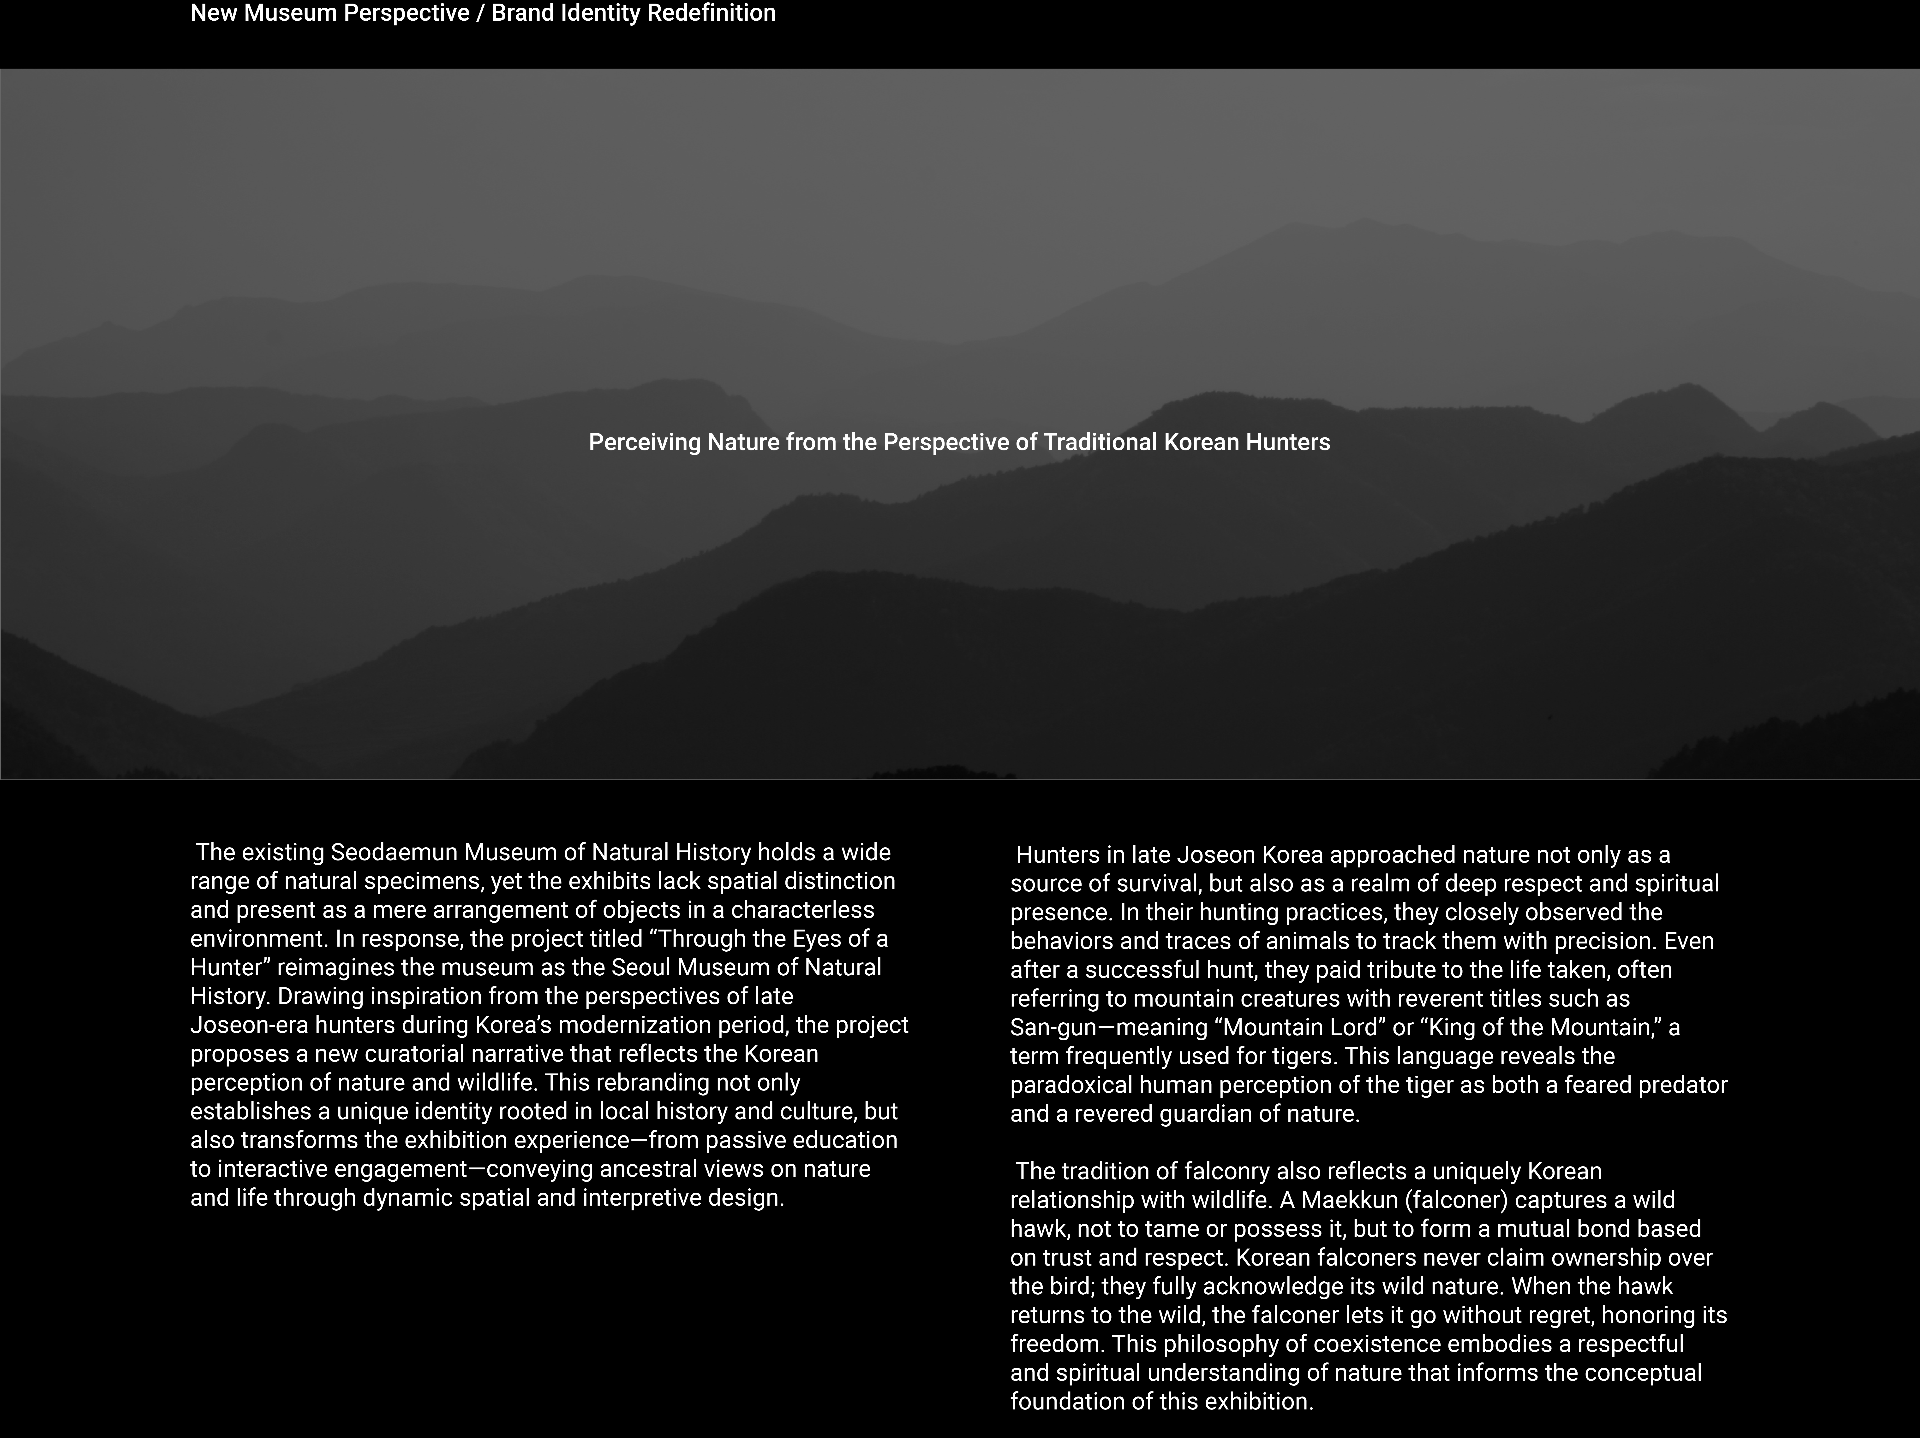 New Museum Perspective / Brand Identity Redefinition
Perceiving Nature from the Perspective of Traditional Korean Hunters
The existing Seodaemun Museum of Natural History holds a wide
range of natural specimens, yet the exhibits lack spatial distinction
and present as a mere arrangement of objects in a characterless
environment. In response, the project titled “Through the Eyes of a
Hunter” reimagines the museum as the Seoul Museum of Natural
History. Drawing inspiration from the perspectives of late
Joseon-era hunters during Korea’s modernization period, the project
proposes a new curatorial narrative that reflects the Korean
perception of nature and wildlife. This rebranding not only
establishes a unique identity rooted in local history and culture, but
also transforms the exhibition experience—from passive education
to interactive engagement—conveying ancestral views on nature
and life through dynamic spatial and interpretive design.
Hunters in late Joseon Korea approached nature not only as a
source of survival, but also as a realm of deep respect and spiritual
presence. In their hunting practices, they closely observed the
behaviors and traces of animals to track them with precision. Even
after a successful hunt, they paid tribute to the life taken, often
referring to mountain creatures with reverent titles such as
San-gun—meaning “Mountain Lord” or “King of the Mountain,” a
term frequently used for tigers. This language reveals the
paradoxical human perception of the tiger as both a feared predator
and a revered guardian of nature.
The tradition of falconry also reflects a uniquely Korean
relationship with wildlife. A Maekkun (falconer) captures a wild
hawk, not to tame or possess it, but to form a mutual bond based
on trust and respect. Korean falconers never claim ownership over
the bird; they fully acknowledge its wild nature. When the hawk
returns to the wild, the falconer lets it go without regret, honoring its
freedom. This philosophy of coexistence embodies a respectful
and spiritual understanding of nature that informs the conceptual
foundation of this exhibition.